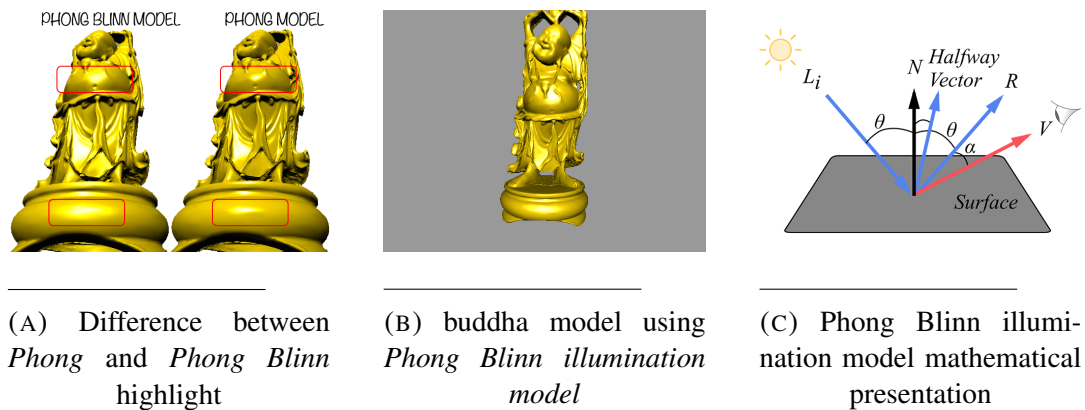 PHONG BLINN MODEL
PHONG MODEL
L_i
θ
N
Halfway
Vector
θ
R
α
V
Surface
(A) Difference between
Phong and Phong Blinn
highlight
(B) buddha model using
Phong Blinn illumination
model
(C) Phong Blinn illumi-
nation model mathematical
presentation